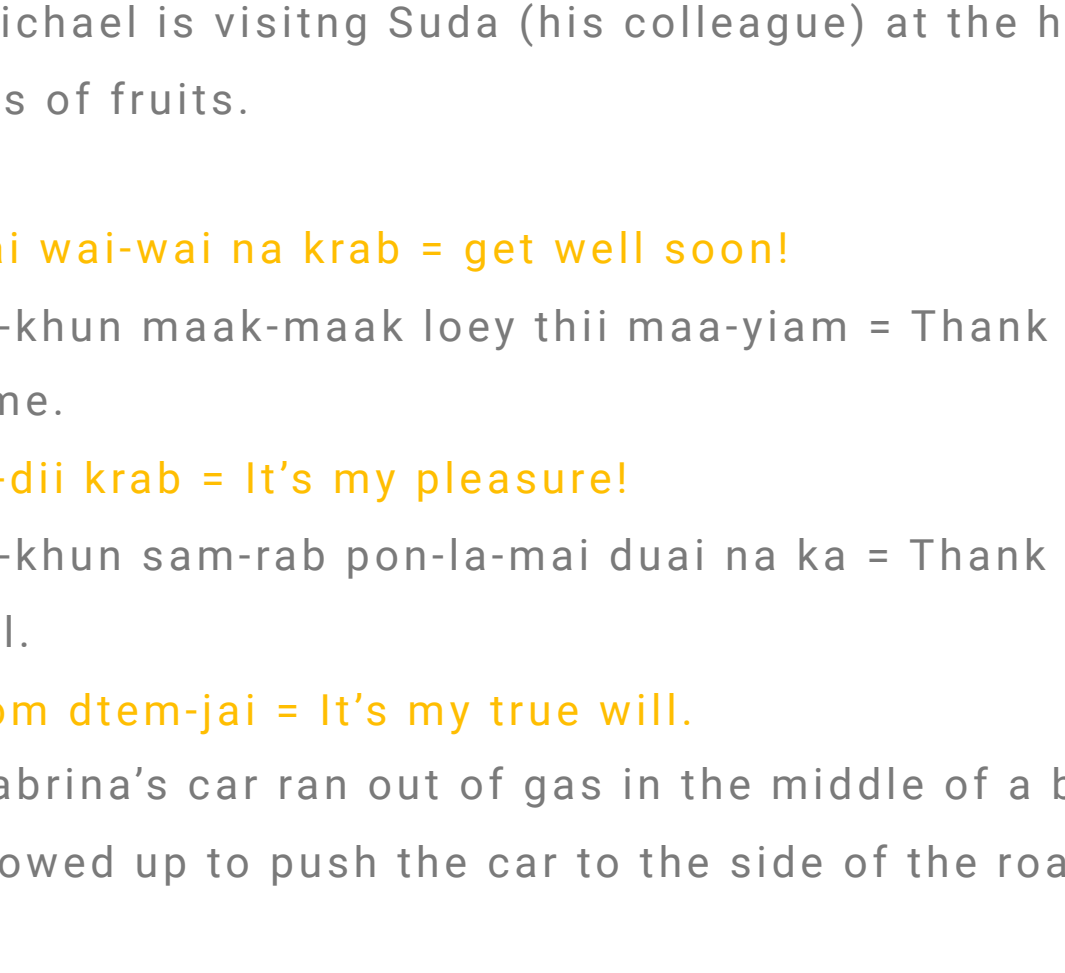 ichael is visitng Suda (his colleague) at the h
s of fruits.
i wai-wai na krab = get well soon!
-khun maak-maak loey thii maa-yiam = Thank
me.
-dii krab = It’s my pleasure!
-khun sam-rab pon-la-mai duai na ka = Thank
l.
om dtem-jai = It’s my true will.
abrina’s car ran out of gas in the middle of a b
owed up to push the car to the side of the roa